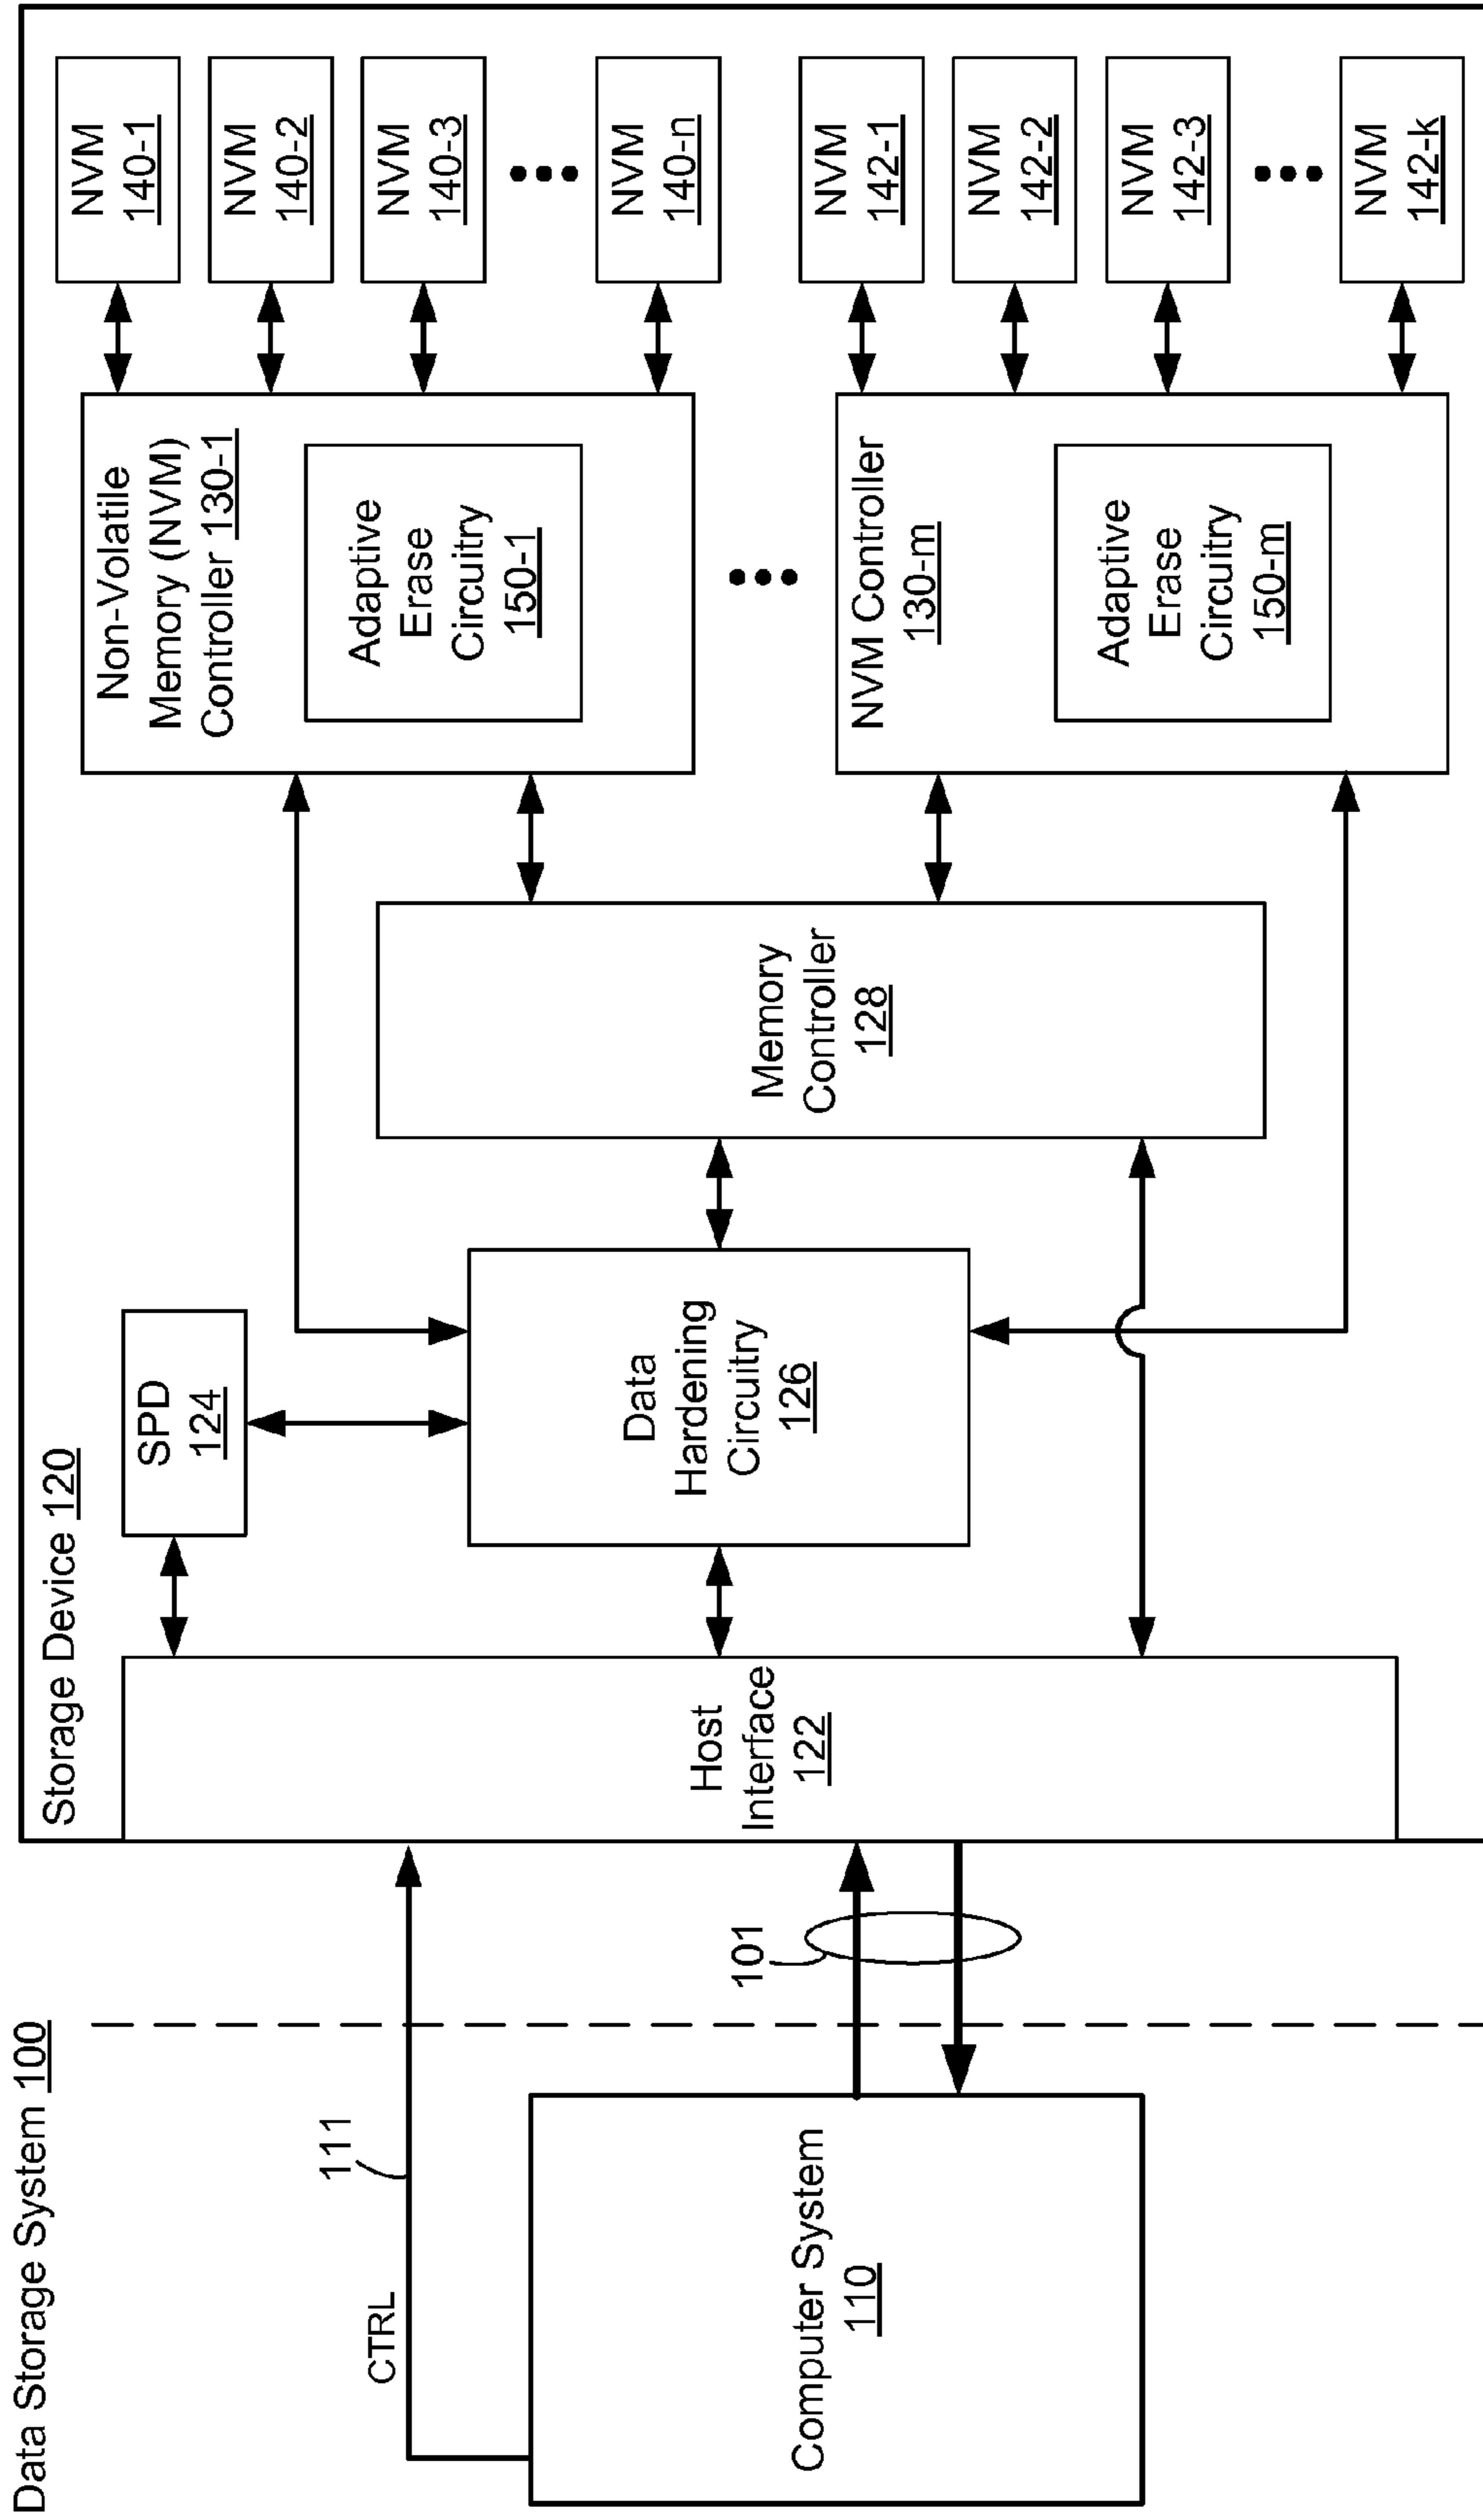 Data Storage System 100
Computer System
110
CTRL
111
101
Storage Device 120
Host
Interface
122
SPD
124
Data
Hardening
Circuitry
126
Memory
Controller
128
Non-Volatile
Memory (NVM)
Controller 130-1
Adaptive
Erase
Circuitry
150-1
NVM Controller
130-m
Adaptive
Erase
Circuitry
150-m
NVM
140-1
NVM
140-2
NVM
140-3
NVM
140-n
NVM
142-1
NVM
142-2
NVM
142-3
NVM
142-k